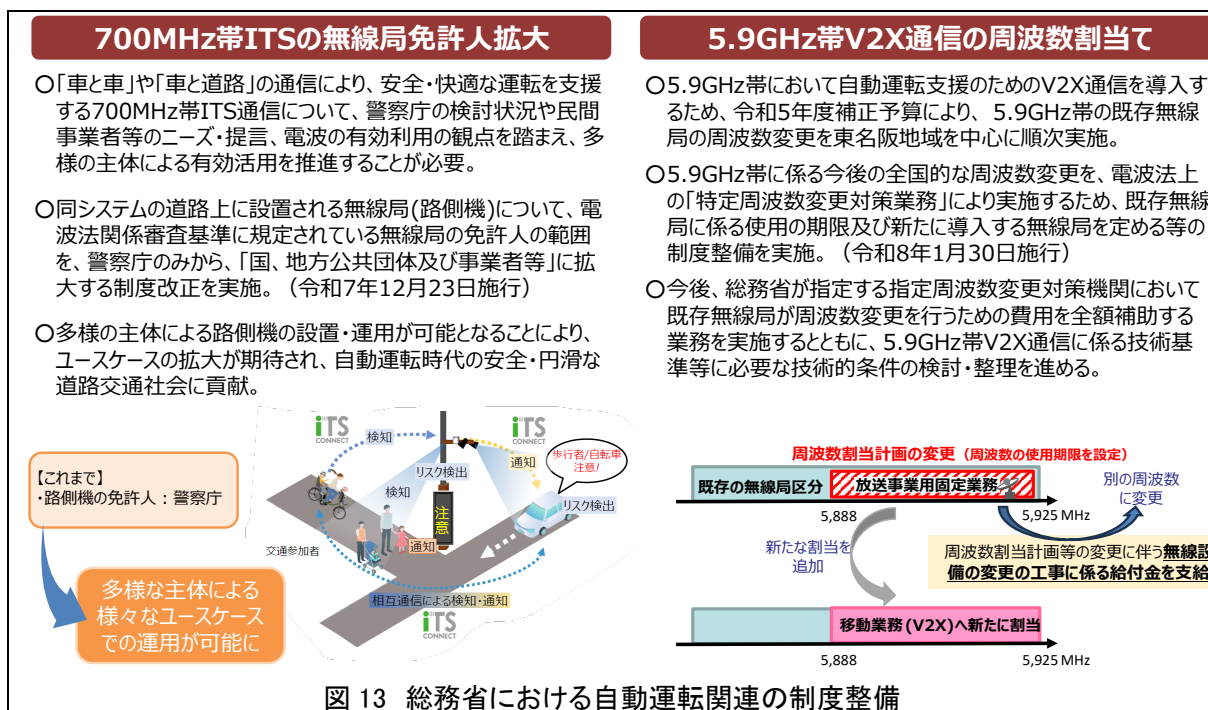 700MHz帯ITSの無線局免許人拡大
〇「車と車」や「車と道路」の通信により、安全・快適な運転を支援
する700MHz帯ITS通信について、警察庁の検討状況や民間
事業者等のニーズ・提言、電波の有効利用の観点を踏まえ、多
様の主体による有効活用を推進することが必要。
〇同システムの道路上に設置される無線局(路側機)について、電
波法関係審査基準に規定されている無線局の免許人の範囲
を、警察庁のみから、「国、地方公共団体及び事業者等」に拡
大する制度改正を実施。（令和7年12月23日施行）
〇多様の主体による路側機の設置・運用が可能となることにより、
ユースケースの拡大が期待され、自動運転時代の安全・円滑な
道路交通社会に貢献。
【これまで】
・路側機の免許人：警察庁
多様な主体による
様々なユースケース
での運用が可能に
iTS
CONNECT
検知
iTS
CONNECT
リスク検出
通知
歩行者/自転車
注意!
検知
リスク検出
注意
交通参加者
通知
相互通信による検知・通知
iTS
CONNECT
5.9GHz帯V2X通信の周波数割当て
〇5.9GHz帯において自動運転支援のためのV2X通信を導入す
るため、令和5年度補正予算により、5.9GHz帯の既存無線
局の周波数変更を東名阪地域を中心に順次実施。
〇5.9GHz帯に係る今後の全国的な周波数変更を、電波法上
の「特定周波数変更対策業務」により実施するため、既存無線
局に係る使用の期限及び新たに導入する無線局を定める等の
制度整備を実施。（令和8年1月30日施行）
〇今後、総務省が指定する指定周波数変更対策機関において
既存無線局が周波数変更を行うための費用を全額補助する
業務を実施するとともに、5.9GHz帯V2X通信に係る技術基
準等に必要な技術的条件の検討・整理を進める。
周波数割当計画の変更（周波数の使用期限を設定）
既存の無線局区分
放送事業用固定業務
別の周波数
に変更
5,888
5,925 MHz
新たな割当を
追加
周波数割当計画等の変更に伴う無線設
備の変更の工事に係る給付金を支給
移動業務(V2X)へ新たに割当
5,888
5,925 MHz
図 13 総務省における自動運転関連の制度整備